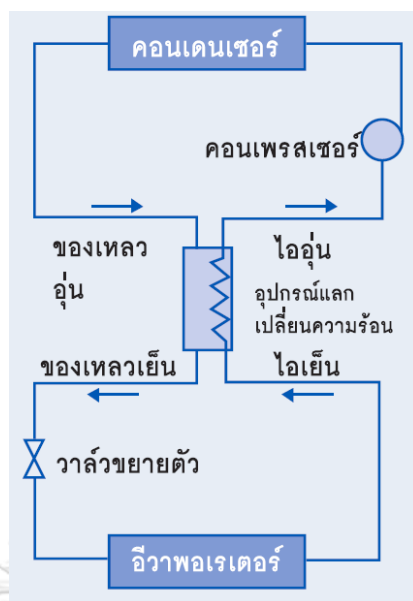 คอนเดนเซอร์
คอนเพรสเซอร์
ของเหลว
อุ่น
ไออุ่น
อุปกรณ์แลก
เปลี่ยนความร้อน
ของเหลวเย็น
ไอเย็น
วาล์วขยายตัว
อีวาพอเรเตอร์